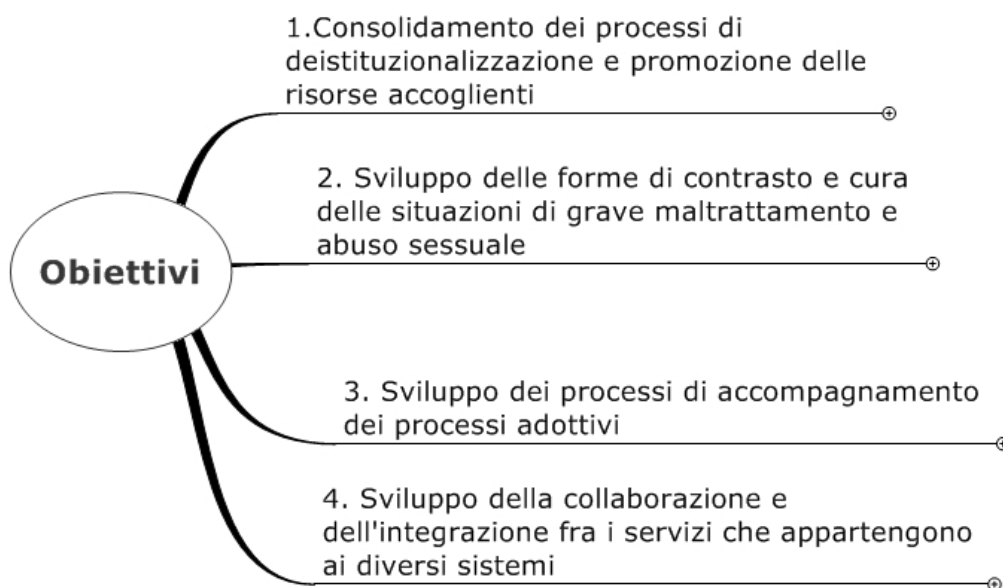 1.Consolidamento dei processi di
deistituzionalizzazione e promozione delle
risorse accoglienti
2. Sviluppo delle forme di contrasto e cura
delle situazioni di grave maltrattamento e
abuso sessuale
Obiettivi
3. Sviluppo dei processi di accompagnamento
dei processi adottivi
4. Sviluppo della collaborazione e
dell'integrazione fra i servizi che appartengono
ai diversi sistemi